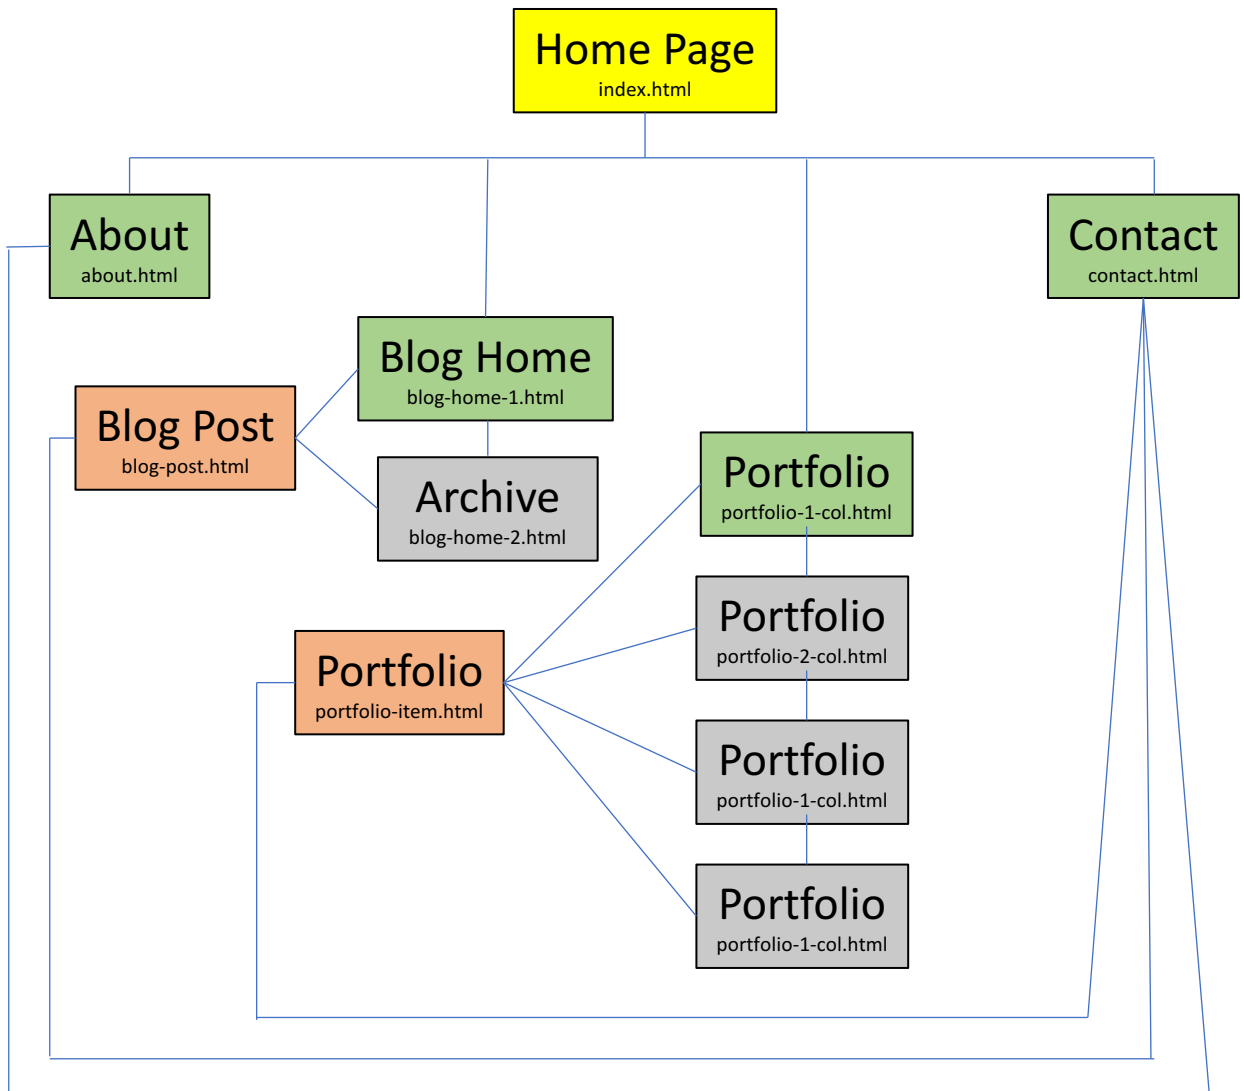 Home Page
index.html
About
about.html
Contact
contact.html
Blog Home
blog-home-1.html
Blog Post
blog-post.html
Archive
blog-home-2.html
Portfolio
portfolio-1-col.html
Portfolio
portfolio-2-col.html
Portfolio
portfolio-item.html
Portfolio
portfolio-1-col.html
Portfolio
portfolio-1-col.html